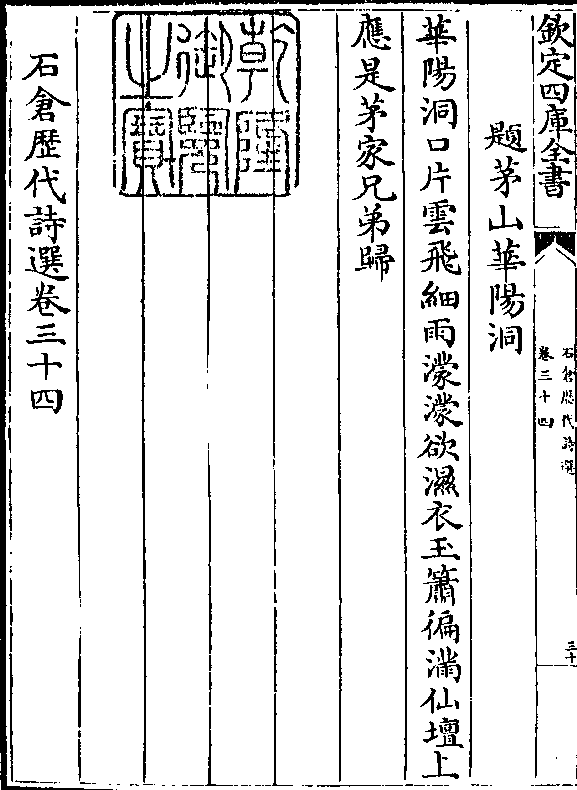 欽定四庫全書
石倉歴代詩選
卷三十四
三十
題茅山華陽洞
華陽洞口片雲飛細雨濛濛欲濕衣玉簫徧滿仙壇上
應是茅家兄弟歸
乾隆御覽之寳
石倉歴代詩選卷三十四